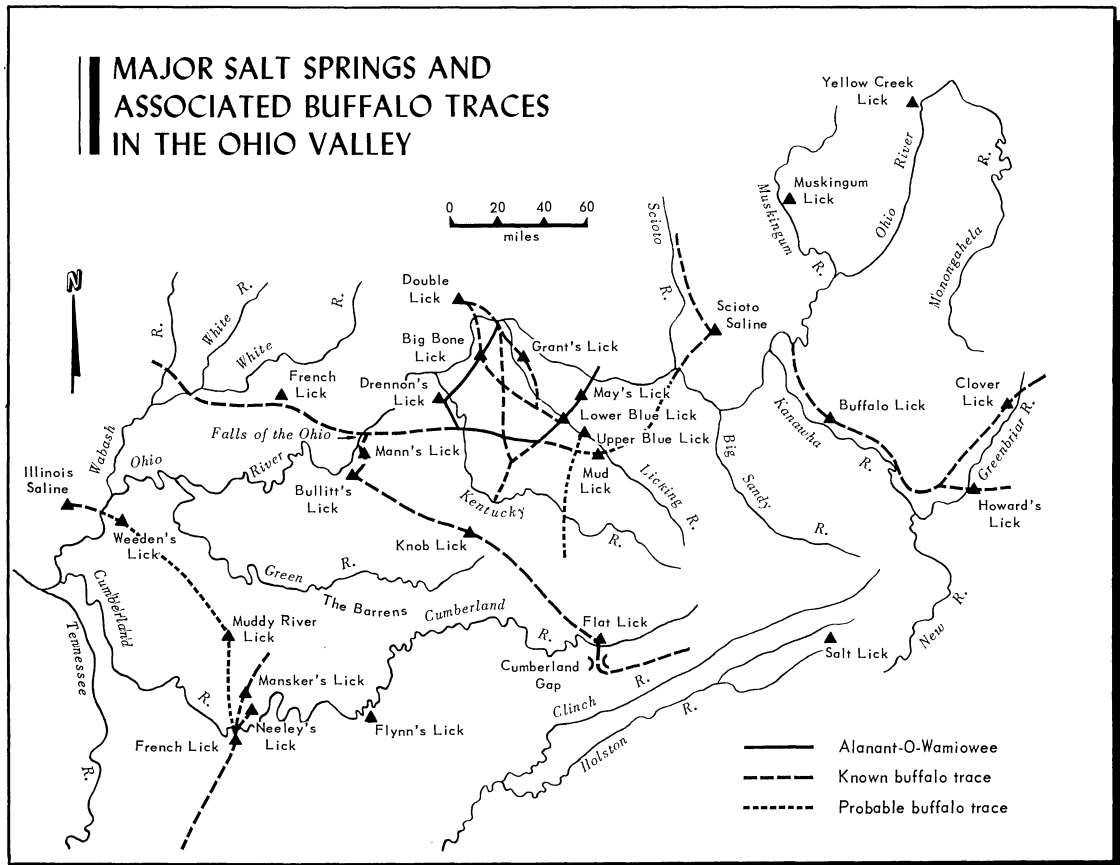 MAJOR SALT SPRINGS AND
ASSOCIATED BUFFALO TRACES
IN THE OHIO VALLEY
0 20 40 60
miles
N
Yellow Creek
Lick
Muskingum
Lick
Muskingum
R.
Ohio
River
Monongahela
R.
Scioto
R.
Scioto
Saline
Double
Lick
Big Bone
Lick
Grant's Lick
Drennon's
Lick
May's Lick
Lower Blue Lick
Upper Blue Lick
Mud
Lick
Licking
R.
R.
White
R.
White
R.
French
Lick
Falls of the Ohio
Mann's Lick
Bullitt's
Lick
Wabash
Ohio
River
Illinois
Saline
Weeden's
Lick
Kentucky
R.
Knob Lick
Big
Sandy
R.
Kanawha
R.
Buffalo Lick
Clover
Lick
Greenbriar R.
Howard's
Lick
New
R.
Salt Lick
Green
R.
The Barrens
Cumberland
R.
Flat Lick
Cumberland
Gap
Clinch
R.
Holston
R.
Cumberland
R.
Tennessee
R.
Muddy River
Lick
Mansker's Lick
Neeley's
Lick
French Lick
Flynn's Lick
Alanant-O-Wamiowee
Known buffalo trace
Probable buffalo trace